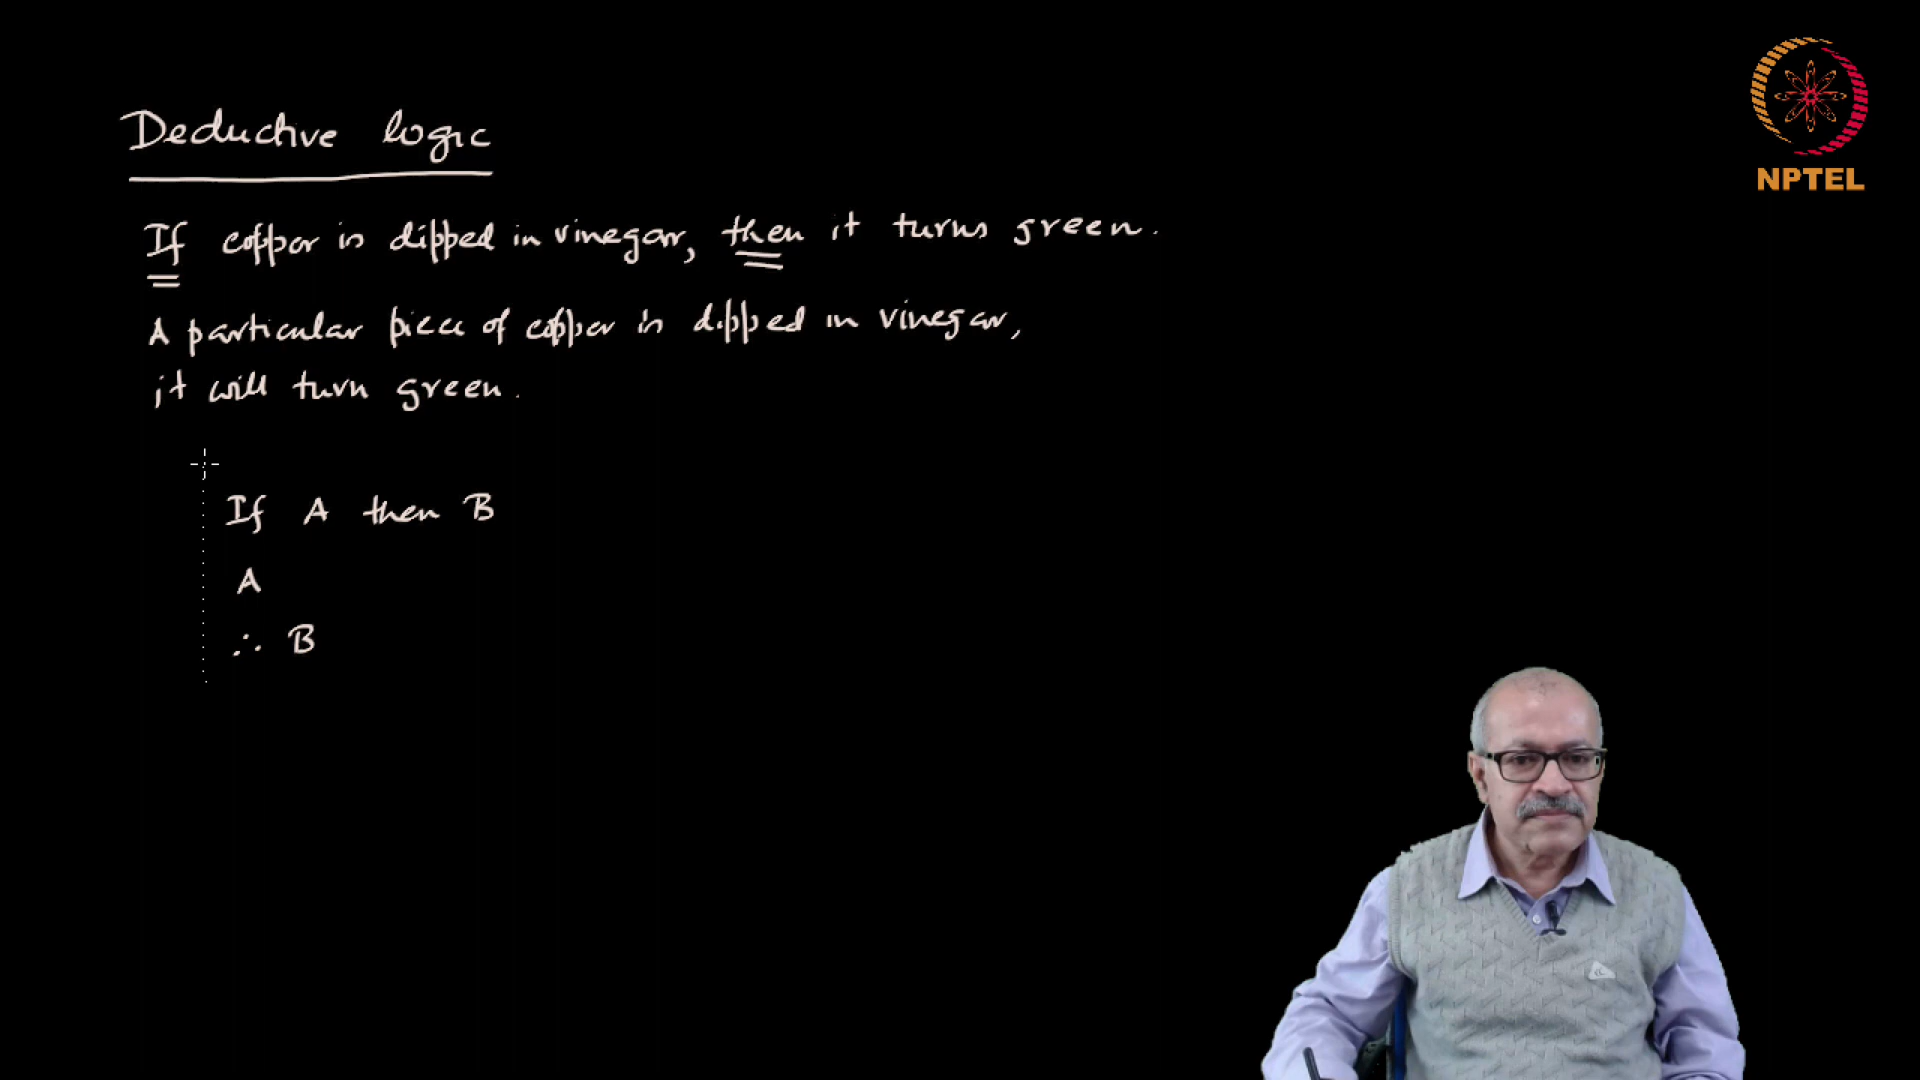 Deductive logic
NPTEL
If copper is dipped in vinegar, then it turns green.
A particular piece of copper is dipped in vinegar,
it will turn green.
If A then B
A
∴ B